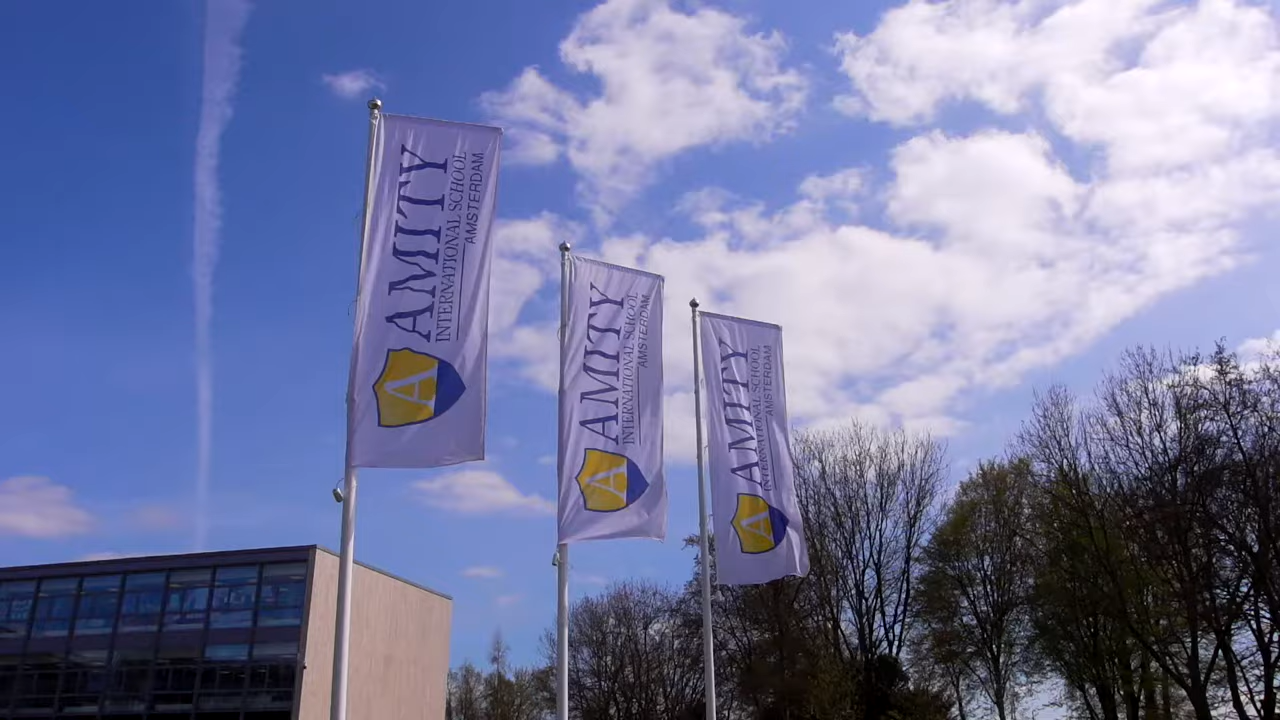 AMITY
INTERNATIONAL SCHOOL
AMSTERDAM
A
AMITY
INTERNATIONAL SCHOOL
AMSTERDAM
A
AMITY
INTERNATIONAL SCHOOL
AMSTERDAM
A